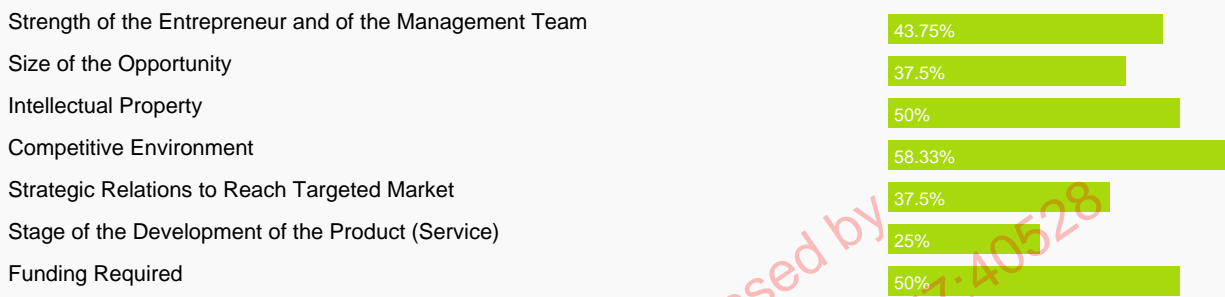 Strength of the Entrepreneur and of the Management Team 43.75%
Size of the Opportunity 37.5%
Intellectual Property 50%
Competitive Environment 58.33%
Strategic Relations to Reach Targeted Market 37.5%
Stage of the Development of the Product (Service) 25%
Funding Required 50%